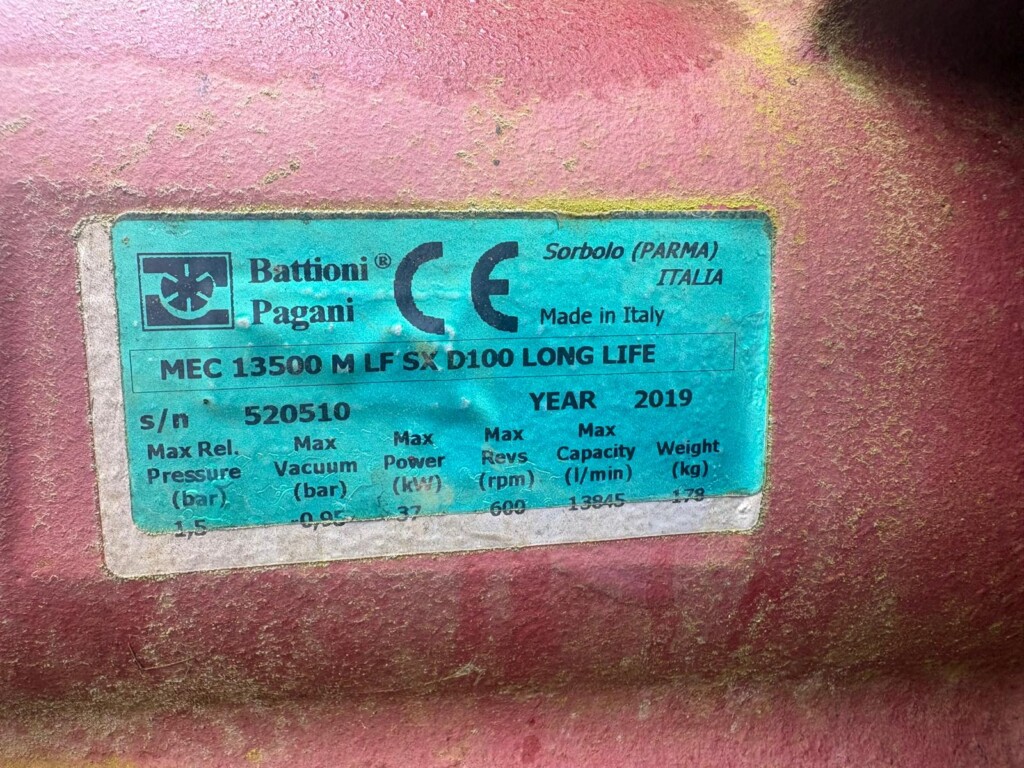 Battioni®
Pagani
CE
Sorbolo (PARMA)
ITALIA
Made in Italy
MEC 13500 M LF SX D100 LONG LIFE
s/n 520510 YEAR 2019
Max Rel. Pressure (bar) Max Vacuum (bar) Max Power (kW) Max Revs (rpm) Max Capacity (l/min) Weight (kg)
1,5 -0,95 37 600 13845 178